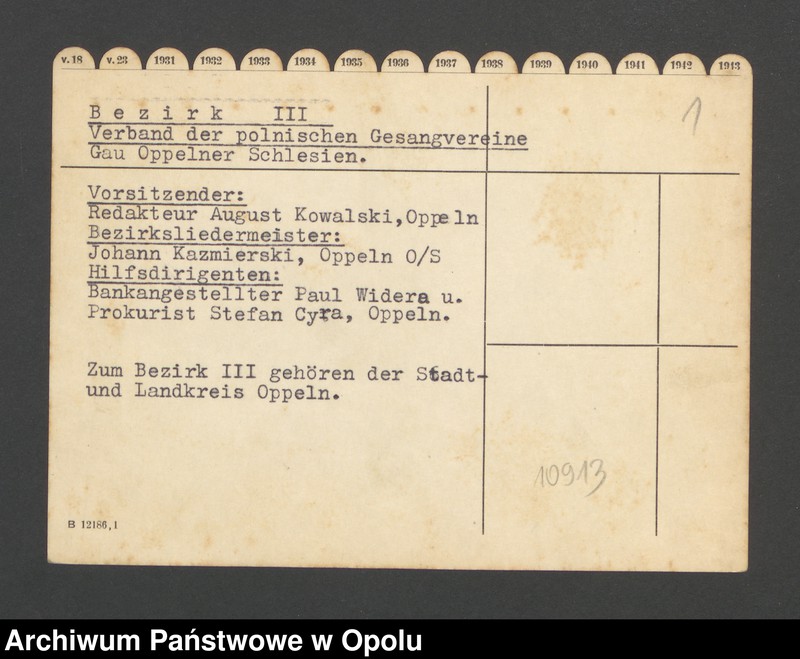 v. 18 v. 23 1931 1932 1933 1934 1935 1936 1937 1938 1939 1940 1941 1942 1943
1
Bezirk III
Verband der polnischen Gesangvereine
Gau Oppelner Schlesien.
Vorsitzender:
Redakteur August Kowalski, Oppeln
Bezirksliedermeister:
Johann Kazmierski, Oppeln O/S
Hilfsdirigenten:
Bankangestellter Paul Widera u.
Prokurist Stefan Cyra, Oppeln.
Zum Bezirk III gehören der Stadt-
und Landkreis Oppeln.
10913
B 12186,1
Archiwum Państwowe w Opolu